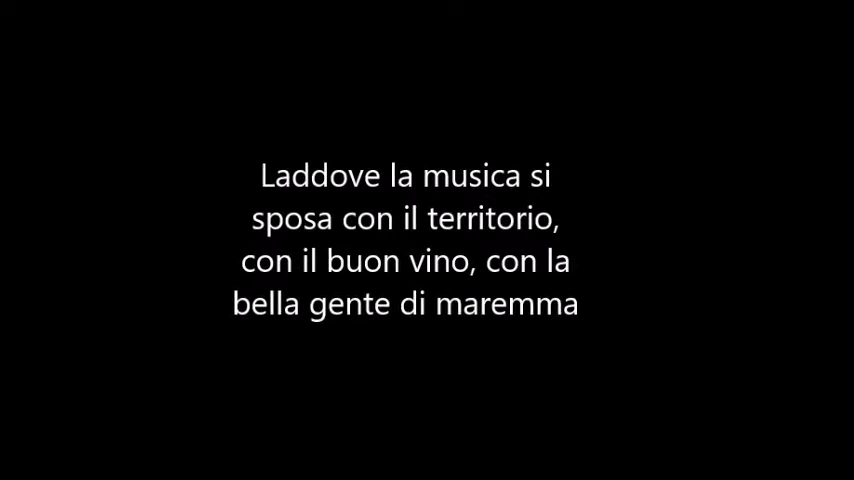 Laddove la musica si
sposa con il territorio,
con il buon vino, con la
bella gente di maremma